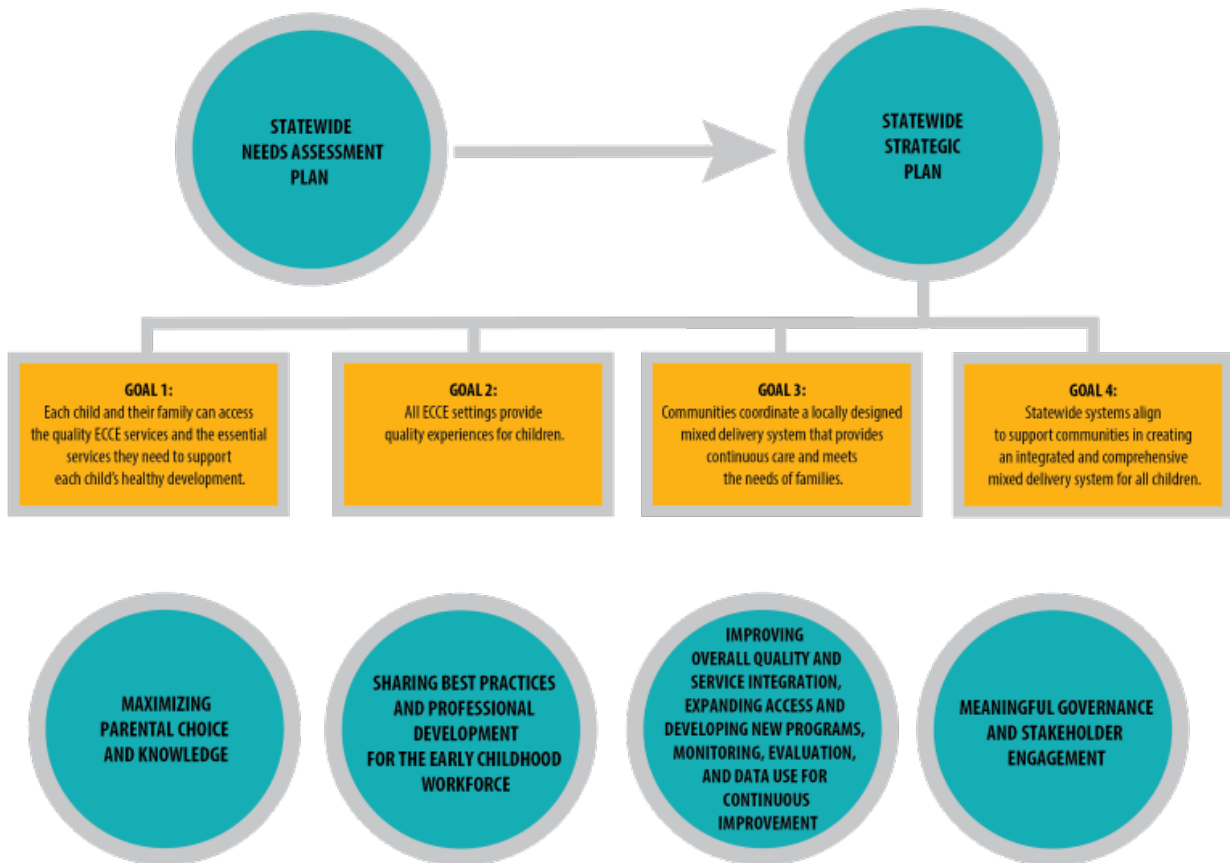 STATEWIDE
NEEDS ASSESSMENT
PLAN
STATEWIDE
STRATEGIC
PLAN
GOAL 1:
Each child and their family can access
the quality ECCE services and the essential
services they need to support
each child's healthy development.
GOAL 2:
All ECCE settings provide
quality experiences for children.
GOAL 3:
Communities coordinate a locally designed
mixed delivery system that provides
continuous care and meets
the needs of families.
GOAL 4:
Statewide systems align
to support communities in creating
an integrated and comprehensive
mixed delivery system for all children.
MAXIMIZING
PARENTAL CHOICE
AND KNOWLEDGE
SHARING BEST PRACTICES
AND PROFESSIONAL
DEVELOPMENT
FOR THE EARLY CHILDHOOD
WORKFORCE
IMPROVING
OVERALL QUALITY AND
SERVICE INTEGRATION,
EXPANDING ACCESS AND
DEVELOPING NEW PROGRAMS,
MONITORING, EVALUATION,
AND DATA USE FOR
CONTINUOUS
IMPROVEMENT
MEANINGFUL GOVERNANCE
AND STAKEHOLDER
ENGAGEMENT